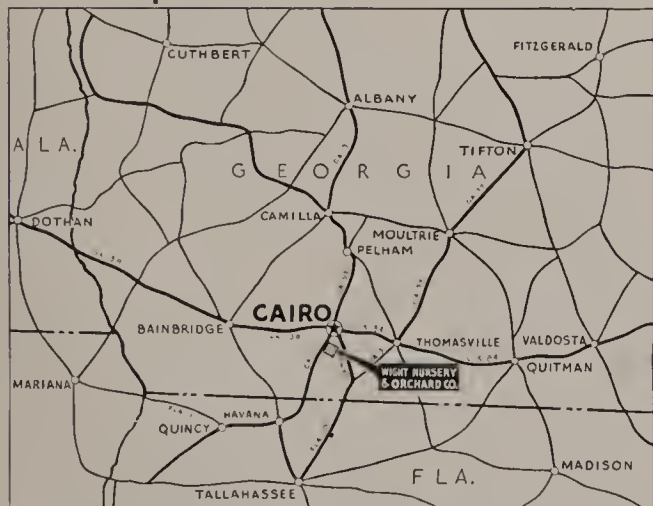 CUTHBERT
FITZGERALD
ALBANY
ALA.
TIFTON
GEORGIA
DOTHAN
CAMILLA
MOULTRIE
PELHAM
CAIRO
BAINBRIDGE
THOMASVILLE
VALDOSTA
QUITMAN
WIGHT NURSERY
& ORCHARD CO.
MARIANA
HAVANA
QUINCY
FLA.
MADISON
TALLAHASSEE